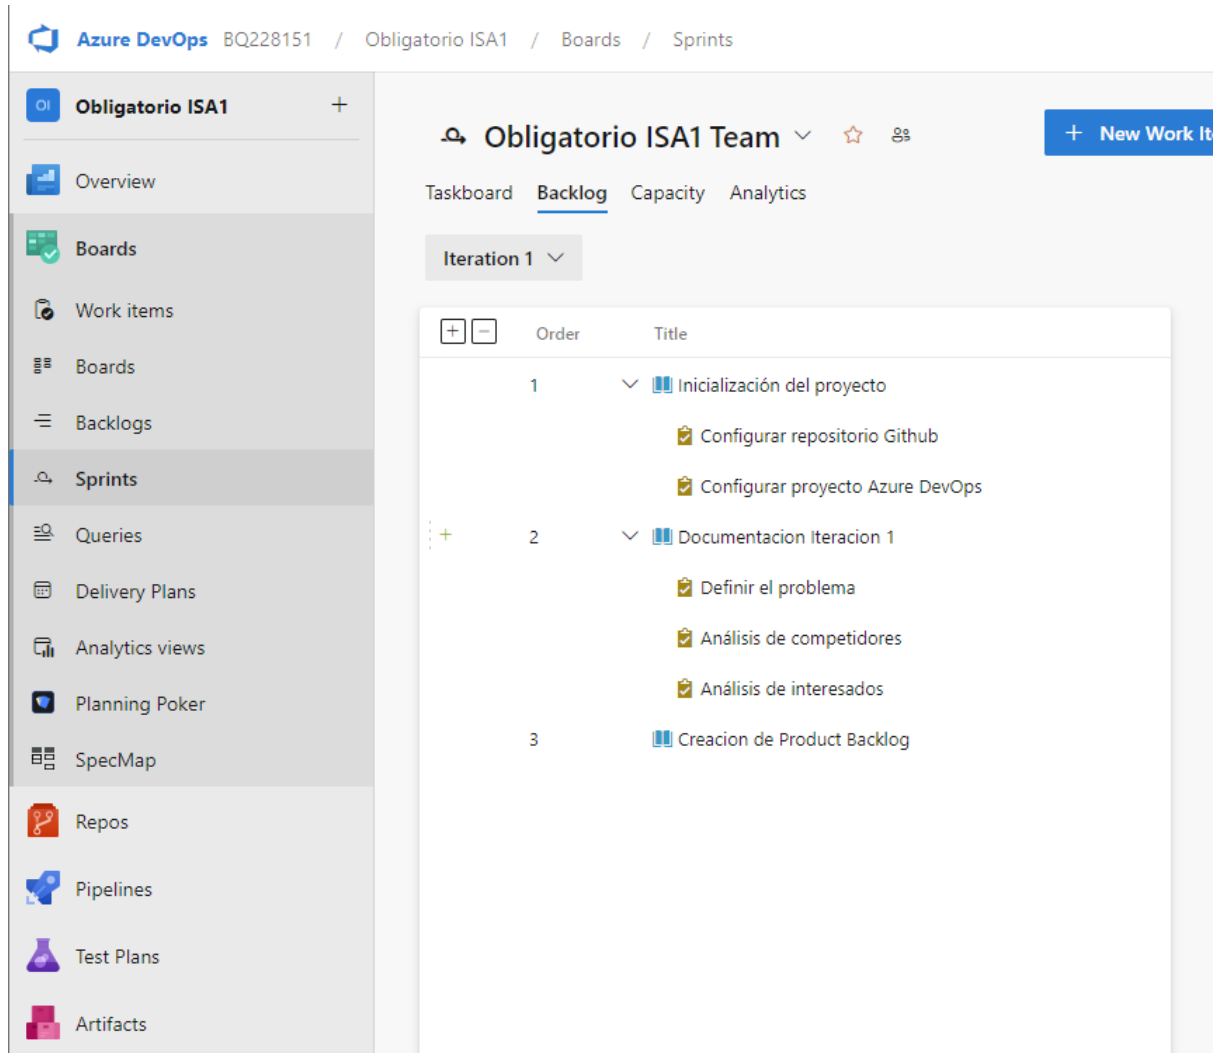 Azure DevOps BQ228151 / Obligatorio ISA1 / Boards / Sprints
OI Obligatorio ISA1 +
Overview
Boards
Work items
Boards
Backlogs
Sprints
Queries
Delivery Plans
Analytics views
Planning Poker
SpecMap
Repos
Pipelines
Test Plans
Artifacts
Obligatorio ISA1 Team
+ New Work It
Taskboard Backlog Capacity Analytics
Iteration 1
Order Title
1 Inicialización del proyecto
Configurar repositorio Github
Configurar proyecto Azure DevOps
2 Documentacion Iteracion 1
Definir el problema
Análisis de competidores
Análisis de interesados
3 Creacion de Product Backlog